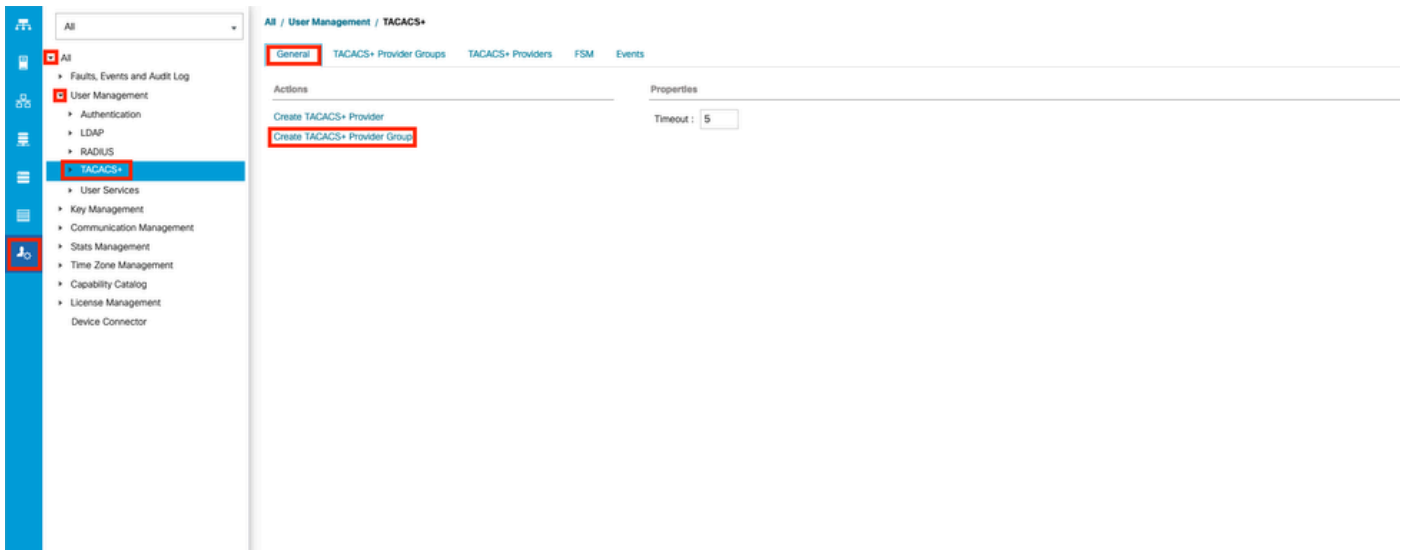 All
All
Faults, Events and Audit Log
User Management
Authentication
LDAP
RADIUS
TACACS+
User Services
Key Management
Communication Management
Stats Management
Time Zone Management
Capability Catalog
License Management
Device Connector
All / User Management / TACACS+
General TACACS+ Provider Groups TACACS+ Providers FSM Events
Actions
Create TACACS+ Provider
Create TACACS+ Provider Group
Properties
Timeout : 5